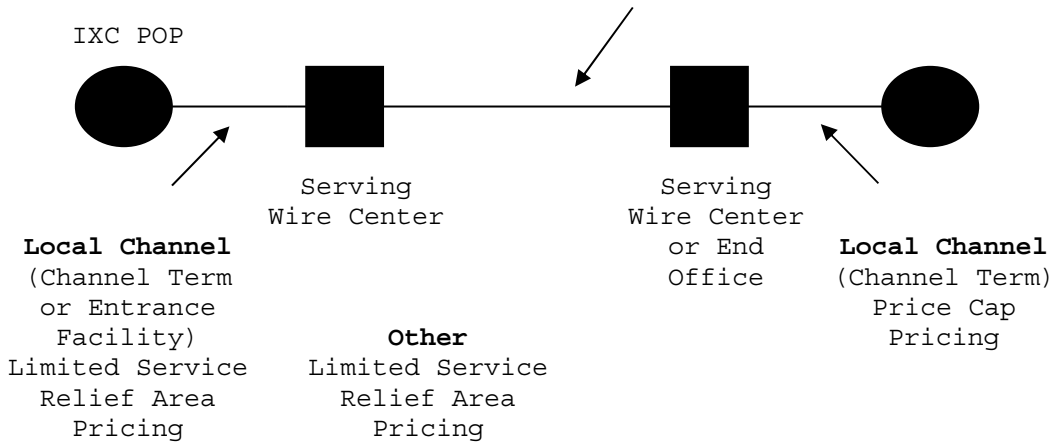 IXC POP
Serving
Wire Center
Serving
Wire Center
or End
Office
Local Channel
(Channel Term
or Entrance
Facility)
Limited Service
Relief Area
Pricing
Other
Limited Service
Relief Area
Pricing
Local Channel
(Channel Term)
Price Cap
Pricing